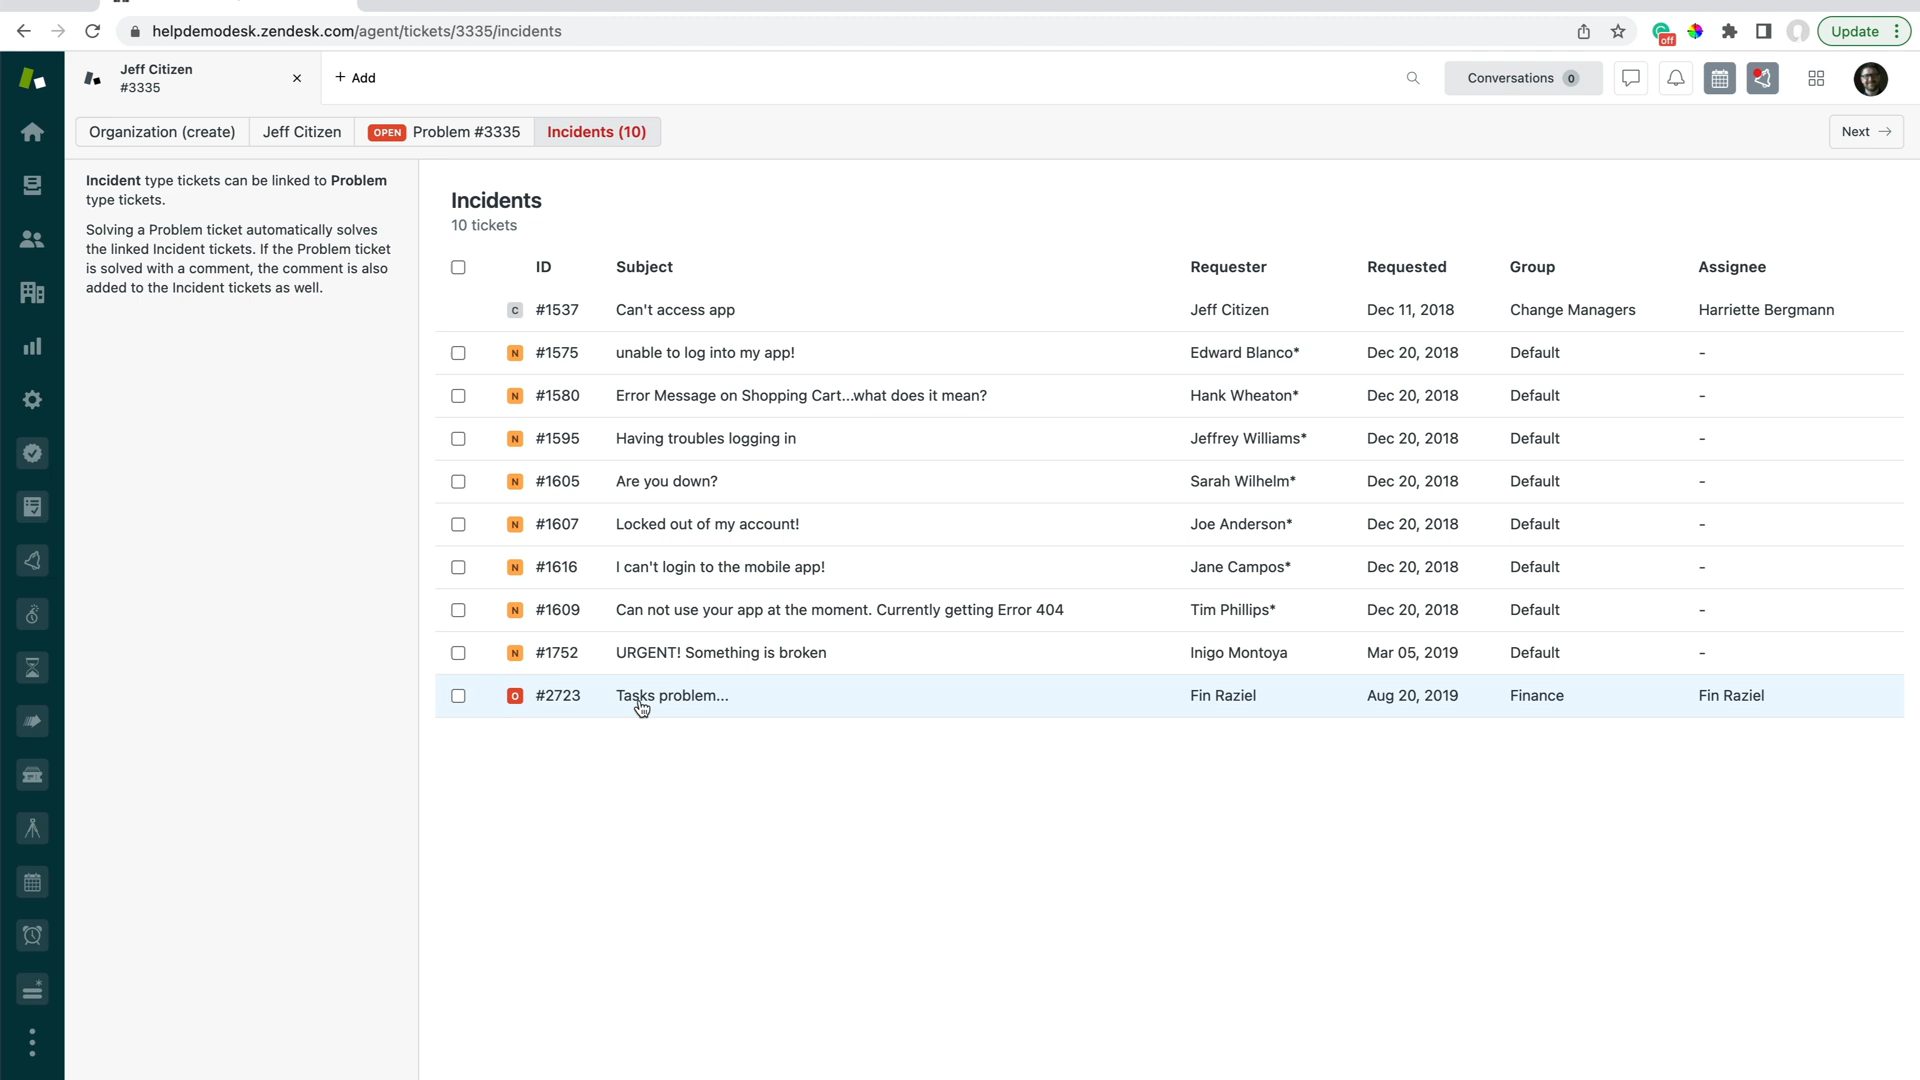 helpdemodesk.zendesk.com/agent/tickets/3335/incidents
off
Update
Jeff Citizen
#3335
+ Add
Conversations 0
Organization (create) Jeff Citizen OPEN Problem #3335 Incidents (10)
Next →
Incident type tickets can be linked to Problem
type tickets.
Solving a Problem ticket automatically solves
the linked Incident tickets. If the Problem ticket
is solved with a comment, the comment is also
added to the Incident tickets as well.
Incidents
10 tickets
ID Subject Requester Requested Group Assignee
C #1537 Can't access app Jeff Citizen Dec 11, 2018 Change Managers Harriette Bergmann
N #1575 unable to log into my app! Edward Blanco* Dec 20, 2018 Default -
N #1580 Error Message on Shopping Cart...what does it mean? Hank Wheaton* Dec 20, 2018 Default -
N #1595 Having troubles logging in Jeffrey Williams* Dec 20, 2018 Default -
N #1605 Are you down? Sarah Wilhelm* Dec 20, 2018 Default -
N #1607 Locked out of my account! Joe Anderson* Dec 20, 2018 Default -
N #1616 I can't login to the mobile app! Jane Campos* Dec 20, 2018 Default -
N #1609 Can not use your app at the moment. Currently getting Error 404 Tim Phillips* Dec 20, 2018 Default -
N #1752 URGENT! Something is broken Inigo Montoya Mar 05, 2019 Default -
O #2723 Tasks problem... Fin Raziel Aug 20, 2019 Finance Fin Raziel